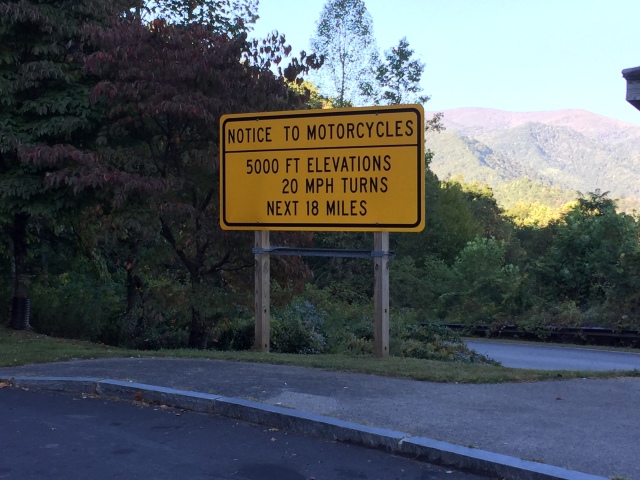 NOTICE TO MOTORCYCLES
5000 FT ELEVATIONS
20 MPH TURNS
NEXT 18 MILES